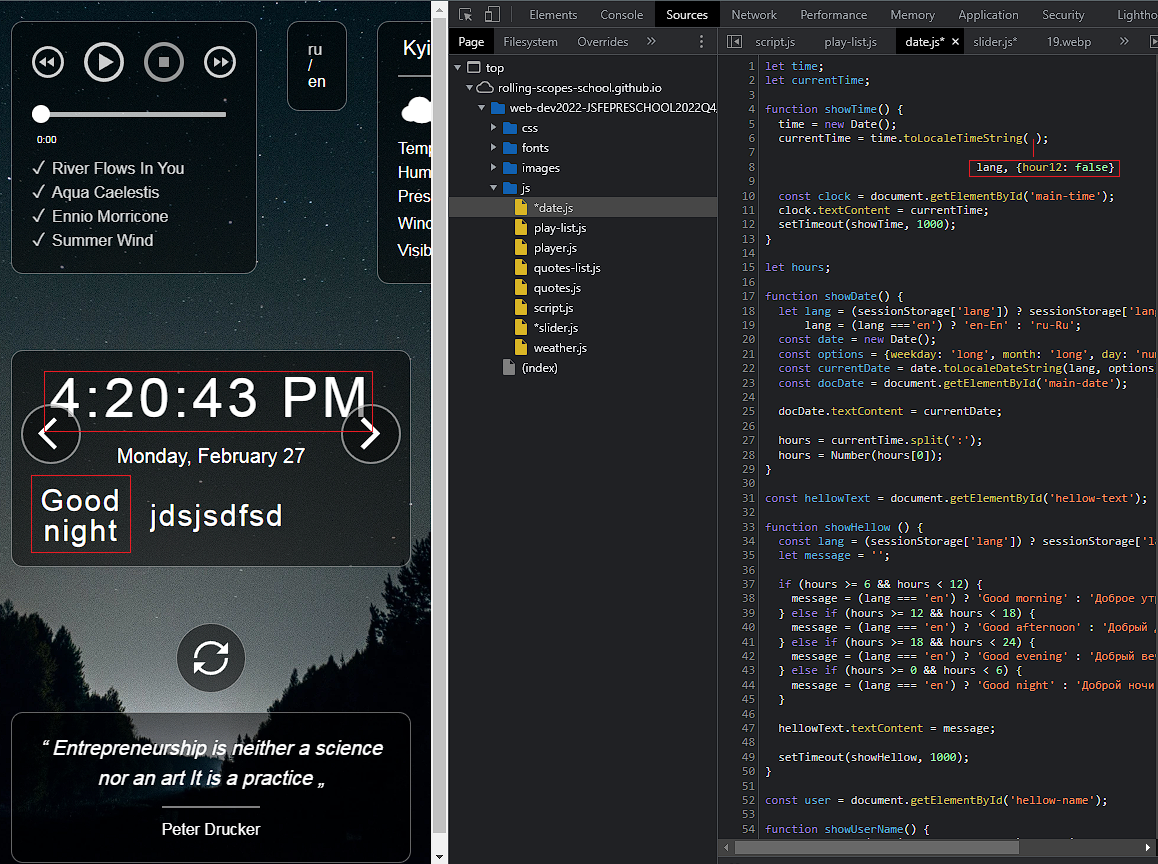 ru
/
en
Kyi
0:00
River Flows In You
Aqua Caelestis
Ennio Morricone
Summer Wind
Temp
Hum
Pres
Wind
Visib
4:20:43 PM
Monday, February 27
Good
night
jdsjsdfsd
“ Entrepreneurship is neither a science
nor an art It is a practice „
Peter Drucker
Elements Console Sources Network Performance Memory Application Security Lightho
Page Filesystem Overrides » script.js play-list.js date.js* × slider.js* 19.webp »
top
rolling-scopes-school.github.io
web-dev2022-JSFEPRESCHOOL2022Q4
css
fonts
images
js
*date.js
play-list.js
player.js
quotes-list.js
quotes.js
script.js
*slider.js
weather.js
(index)
1 let time;
2 let currentTime;
3
4 function showTime() {
5 time = new Date();
6 currentTime = time.toLocaleTimeString( );
7
8 lang, {hour12: false}
9
10 const clock = document.getElementById('main-time');
11 clock.textContent = currentTime;
12 setTimeout(showTime, 1000);
13 }
14
15 let hours;
16
17 function showDate() {
18 let lang = (sessionStorage['lang']) ? sessionStorage['lang
19 lang = (lang ==='en') ? 'en-En' : 'ru-Ru';
20 const date = new Date();
21 const options = {weekday: 'long', month: 'long', day: 'num
22 const currentDate = date.toLocaleDateString(lang, options
23 const docDate = document.getElementById('main-date');
24
25 docDate.textContent = currentDate;
26
27 hours = currentTime.split(':');
28 hours = Number(hours[0]);
29 }
30
31 const hellowText = document.getElementById('hellow-text');
32
33 function showHellow () {
34 const lang = (sessionStorage['lang']) ? sessionStorage['la
35 let message = '';
36
37 if (hours >= 6 && hours < 12) {
38 message = (lang === 'en') ? 'Good morning' : 'Доброе утр
39 } else if (hours >= 12 && hours < 18) {
40 message = (lang === 'en') ? 'Good afternoon' : 'Добрый д
41 } else if (hours >= 18 && hours < 24) {
42 message = (lang === 'en') ? 'Good evening' : 'Добрый веч
43 } else if (hours >= 0 && hours < 6) {
44 message = (lang === 'en') ? 'Good night' : 'Доброй ночи
45 }
46
47 hellowText.textContent = message;
48
49 setTimeout(showHellow, 1000);
50 }
51
52 const user = document.getElementById('hellow-name');
53
54 function showUserName() {